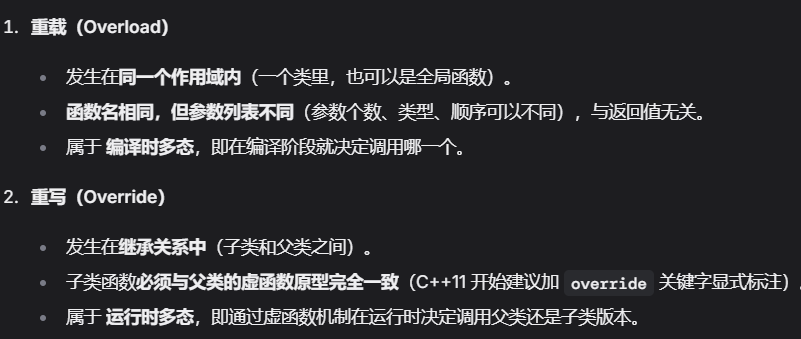 1. 重载（Overload）
• 发生在同一个作用域内（一个类里，也可以是全局函数）。
• 函数名相同，但参数列表不同（参数个数、类型、顺序可以不同），与返回值无关。
• 属于 编译时多态，即在编译阶段就决定调用哪一个。
2. 重写（Override）
• 发生在继承关系中（子类和父类之间）。
• 子类函数必须与父类的虚函数原型完全一致（C++11 开始建议加 override 关键字显式标注）。
• 属于 运行时多态，即通过虚函数机制在运行时决定调用父类还是子类版本。